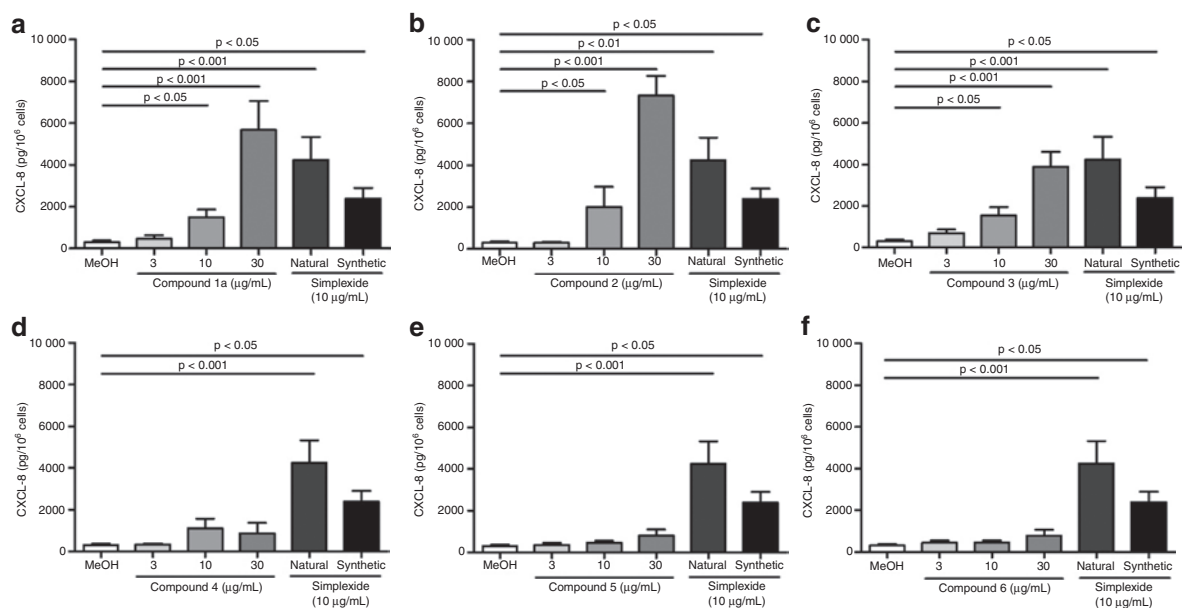 a
p < 0.05
p < 0.001
p < 0.001
p < 0.05
10 000
8000
6000
4000
2000
0
CXCL-8 (pg/10⁶ cells)
MeOH 3 10 30 Natural Synthetic
Compound 1a (μg/mL) Simplexide
(10 μg/mL)
b
p < 0.05
p < 0.01
p < 0.001
p < 0.05
10 000
8000
6000
4000
2000
0
CXCL-8 (pg/10⁶ cells)
MeOH 3 10 30 Natural Synthetic
Compound 2 (μg/mL) Simplexide
(10 μg/mL)
c
p < 0.05
p < 0.001
p < 0.001
p < 0.05
10 000
8000
6000
4000
2000
0
CXCL-8 (pg/10⁶ cells)
MeOH 3 10 30 Natural Synthetic
Compound 3 (μg/mL) Simplexide
(10 μg/mL)
d
p < 0.05
p < 0.001
10 000
8000
6000
4000
2000
0
CXCL-8 (pg/10⁶ cells)
MeOH 3 10 30 Natural Synthetic
Compound 4 (μg/mL) Simplexide
(10 μg/mL)
e
p < 0.05
p < 0.001
10 000
8000
6000
4000
2000
0
CXCL-8 (pg/10⁶ cells)
MeOH 3 10 30 Natural Synthetic
Compound 5 (μg/mL) Simplexide
(10 μg/mL)
f
p < 0.05
p < 0.001
10 000
8000
6000
4000
2000
0
CXCL-8 (pg/10⁶ cells)
MeOH 3 10 30 Natural Synthetic
Compound 6 (μg/mL) Simplexide
(10 μg/mL)